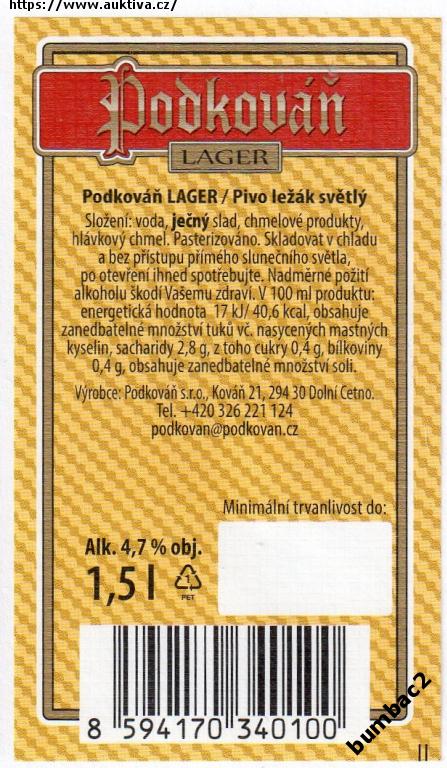 https://www.auktiva.cz/
Podkováň
LAGER
Podkováň LAGER / Pivo ležák světlý
Složení: voda, ječný slad, chmelové produkty,
hlávkový chmel. Pasterizováno. Skladovat v chladu
a bez přístupu přímého slunečního světla,
po otevření ihned spotřebujte. Nadměrné požití
alkoholu škodí Vašemu zdraví. V 100 ml produktu:
energetická hodnota 17 kJ/ 40,6 kcal, obsahuje
zanedbatelné množství tuků vč. nasycených mastných
kyselin, sacharidy 2,8 g, z toho cukry 0,4 g, bílkoviny
0,4 g, obsahuje zanedbatelné množství soli.
Výrobce: Podkováň s.r.o., Kováň 21, 294 30 Dolní Cetno.
Tel. +420 326 221 124
podkovan@podkovan.cz
Minimální trvanlivost do:
Alk. 4,7 % obj.
1,5 l
1
PET
8 594170 340100
bumbac2
II